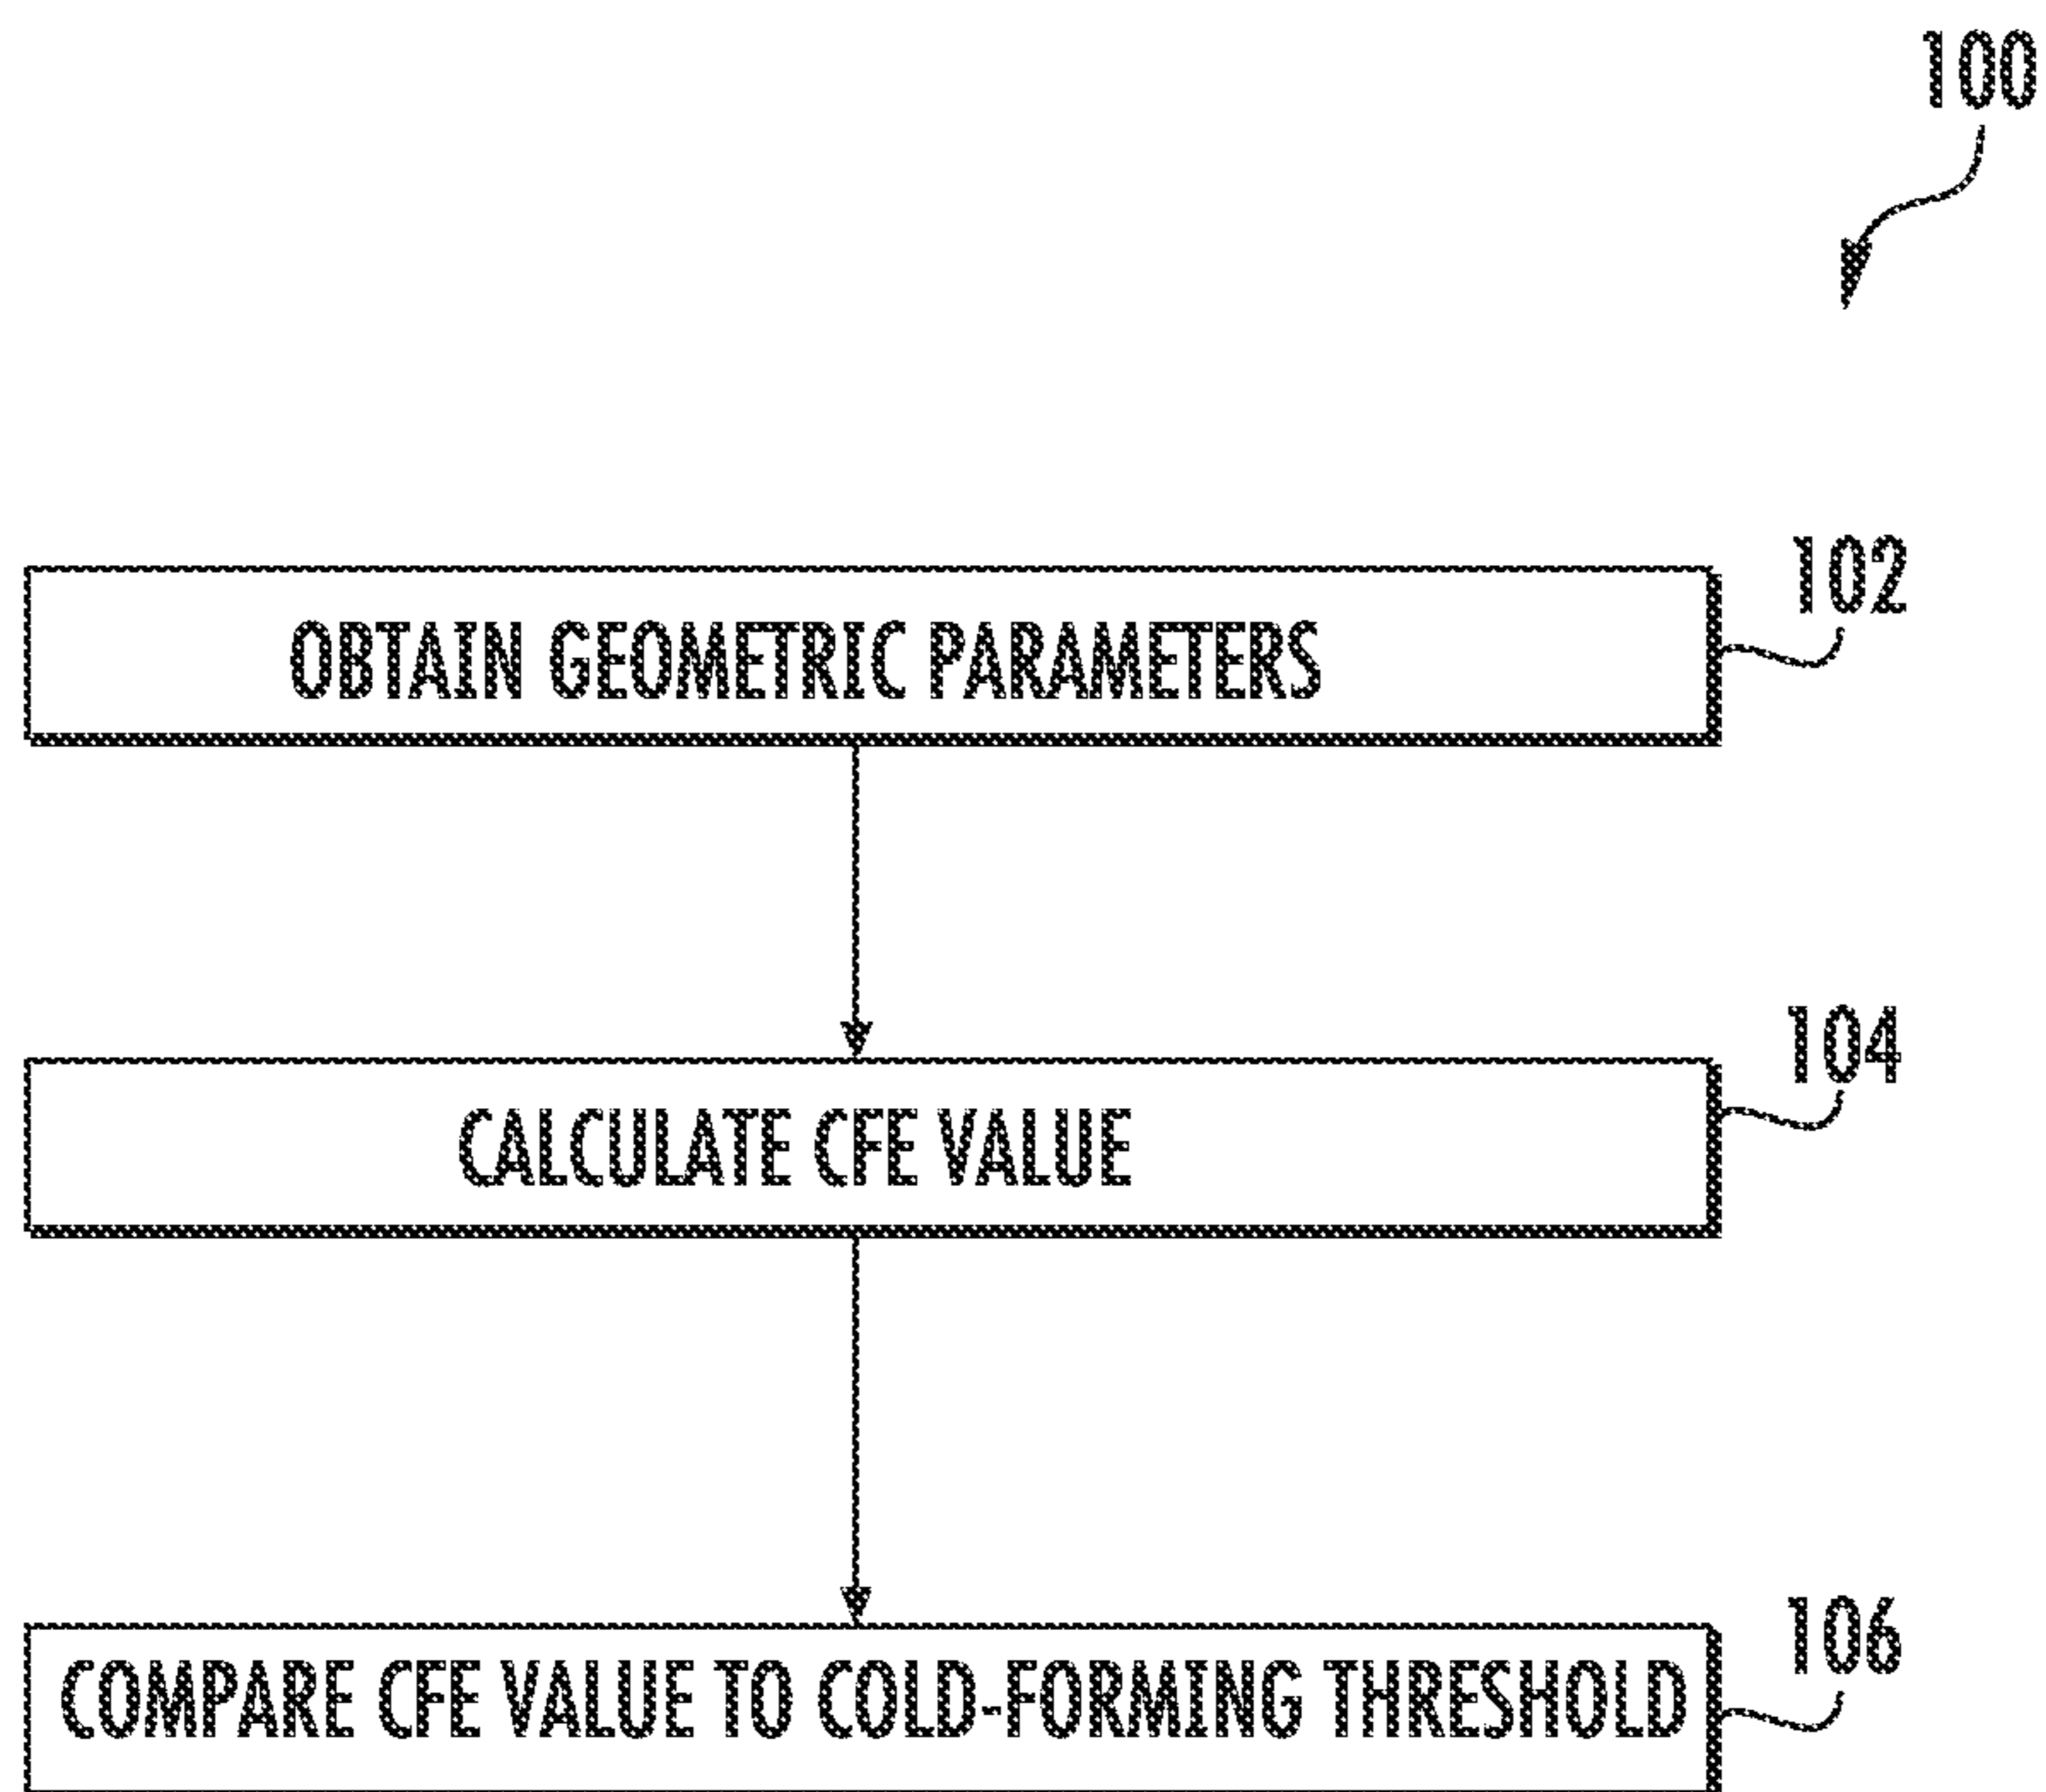 100
102
OBTAIN GEOMETRIC PARAMETERS
104
CALCULATE CFE VALUE
106
COMPARE CFE VALUE TO COLD-FORMING THRESHOLD